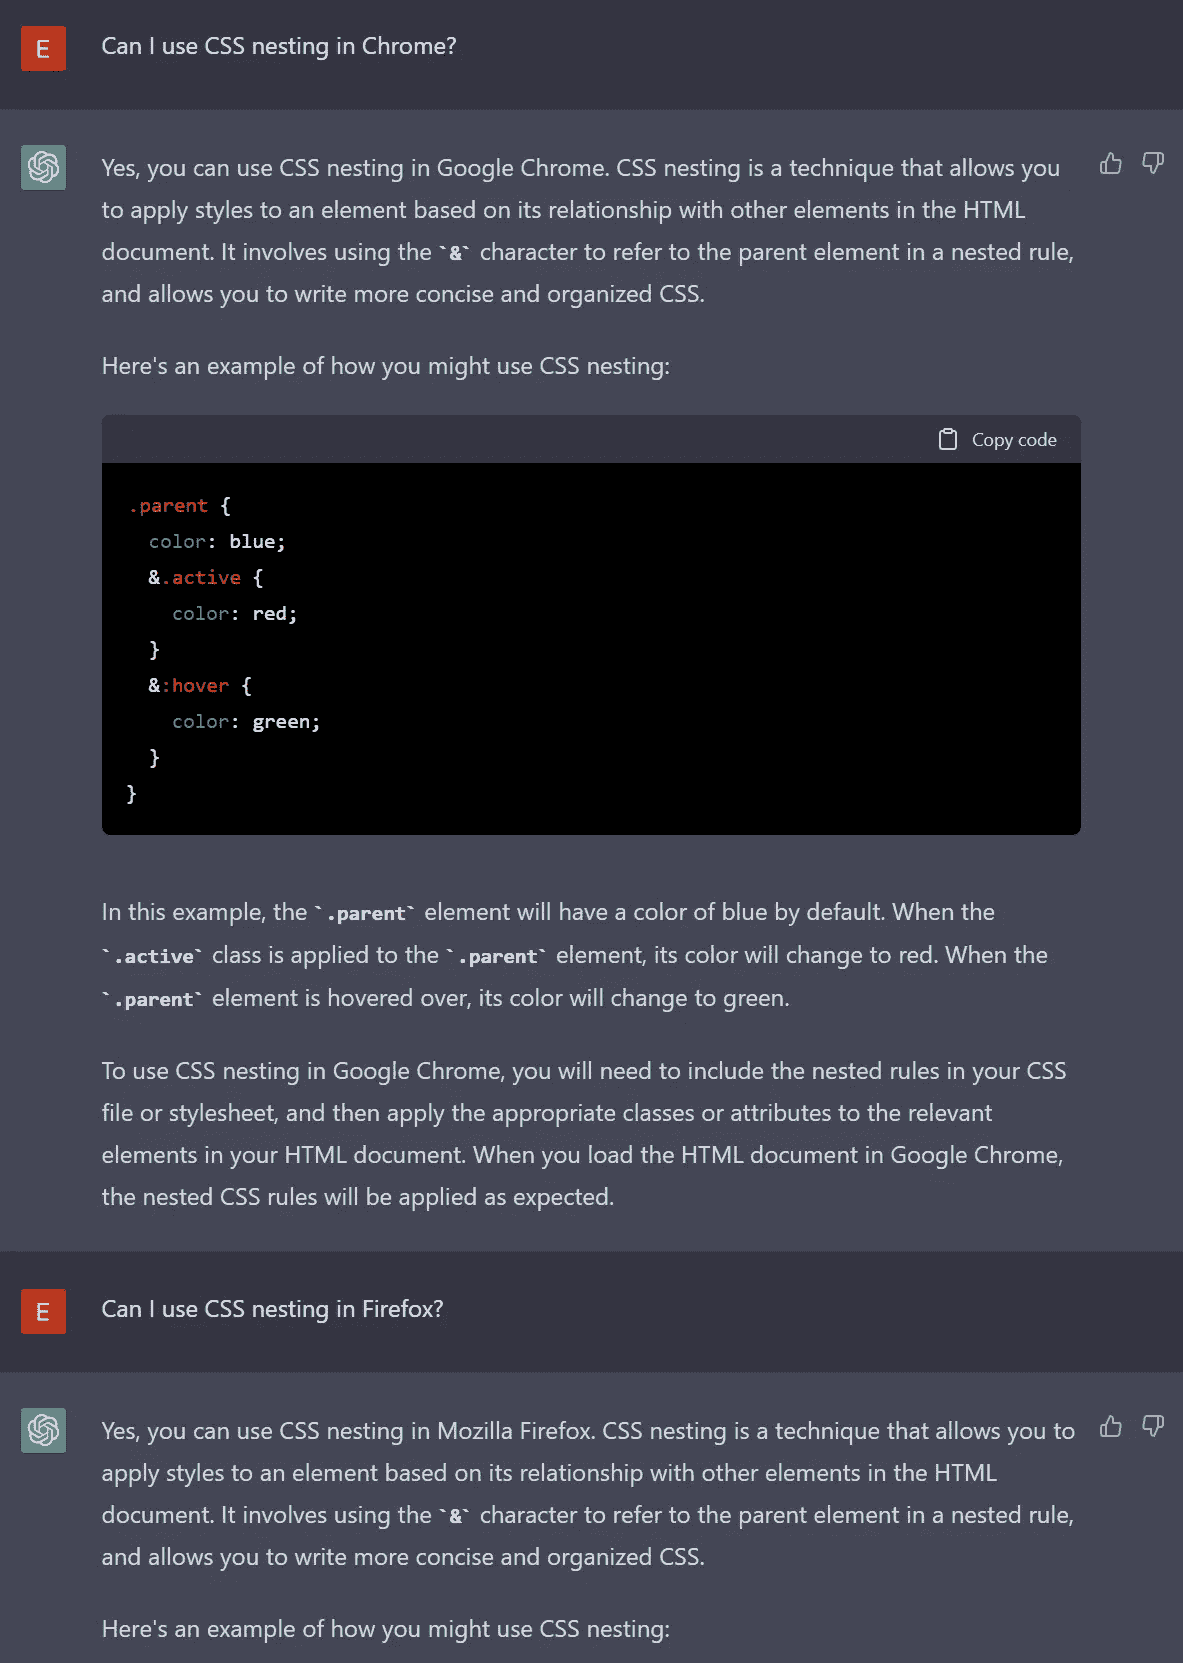 E
Can I use CSS nesting in Chrome?
Yes, you can use CSS nesting in Google Chrome. CSS nesting is a technique that allows you
to apply styles to an element based on its relationship with other elements in the HTML
document. It involves using the `&` character to refer to the parent element in a nested rule,
and allows you to write more concise and organized CSS.
Here's an example of how you might use CSS nesting:
Copy code
.parent {
  color: blue;
  &.active {
    color: red;
  }
  &:hover {
    color: green;
  }
}
In this example, the `.parent` element will have a color of blue by default. When the
`.active` class is applied to the `.parent` element, its color will change to red. When the
`.parent` element is hovered over, its color will change to green.
To use CSS nesting in Google Chrome, you will need to include the nested rules in your CSS
file or stylesheet, and then apply the appropriate classes or attributes to the relevant
elements in your HTML document. When you load the HTML document in Google Chrome,
the nested CSS rules will be applied as expected.
E
Can I use CSS nesting in Firefox?
Yes, you can use CSS nesting in Mozilla Firefox. CSS nesting is a technique that allows you to
apply styles to an element based on its relationship with other elements in the HTML
document. It involves using the `&` character to refer to the parent element in a nested rule,
and allows you to write more concise and organized CSS.
Here's an example of how you might use CSS nesting: